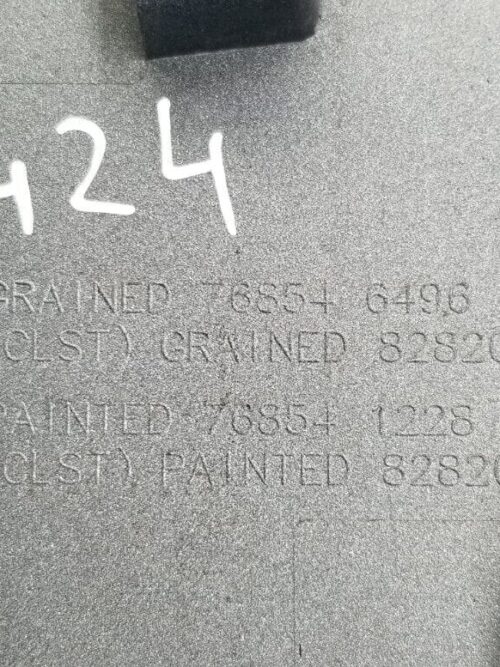 424
GRAINED 76854 6496
(CLST) GRAINED 82820
PAINTED 76854 1228
(CLST) PAINTED 82820